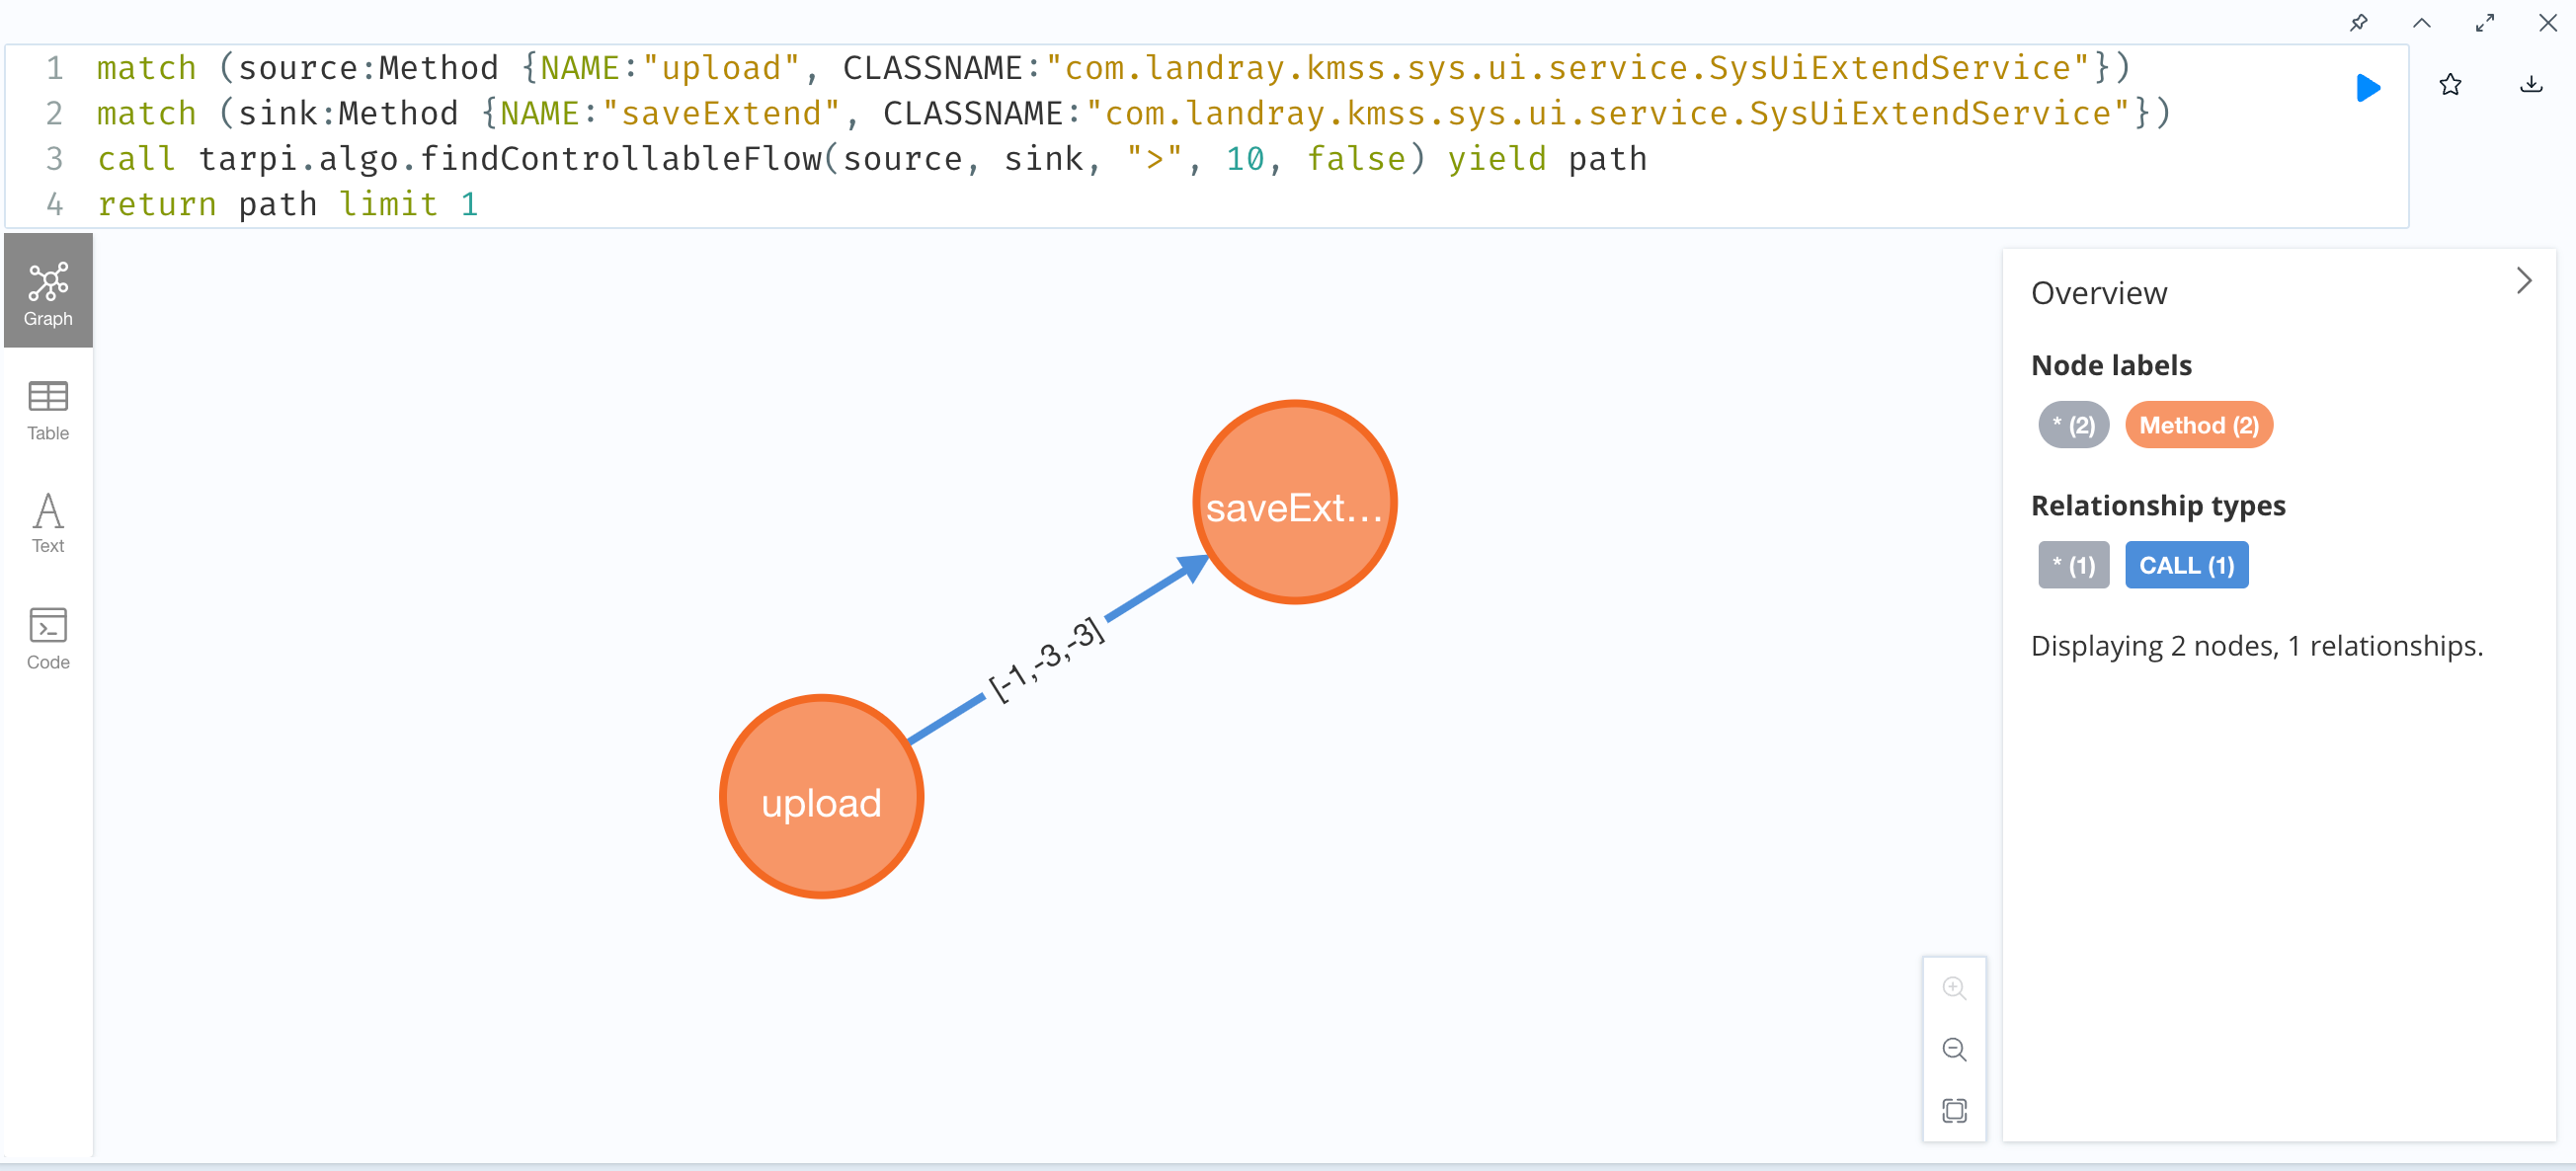 1 match (source:Method {NAME:"upload", CLASSNAME:"com.landray.kmss.sys.ui.service.SysUiExtendService"})
2 match (sink:Method {NAME:"saveExtend", CLASSNAME:"com.landray.kmss.sys.ui.service.SysUiExtendService"})
3 call tarpi.algo.findControllableFlow(source, sink, ">", 10, false) yield path
4 return path limit 1
Graph
Table
Text
Code
saveExt...
[-1,-3,-3]
upload
Overview
Node labels
* (2) Method (2)
Relationship types
* (1) CALL (1)
Displaying 2 nodes, 1 relationships.